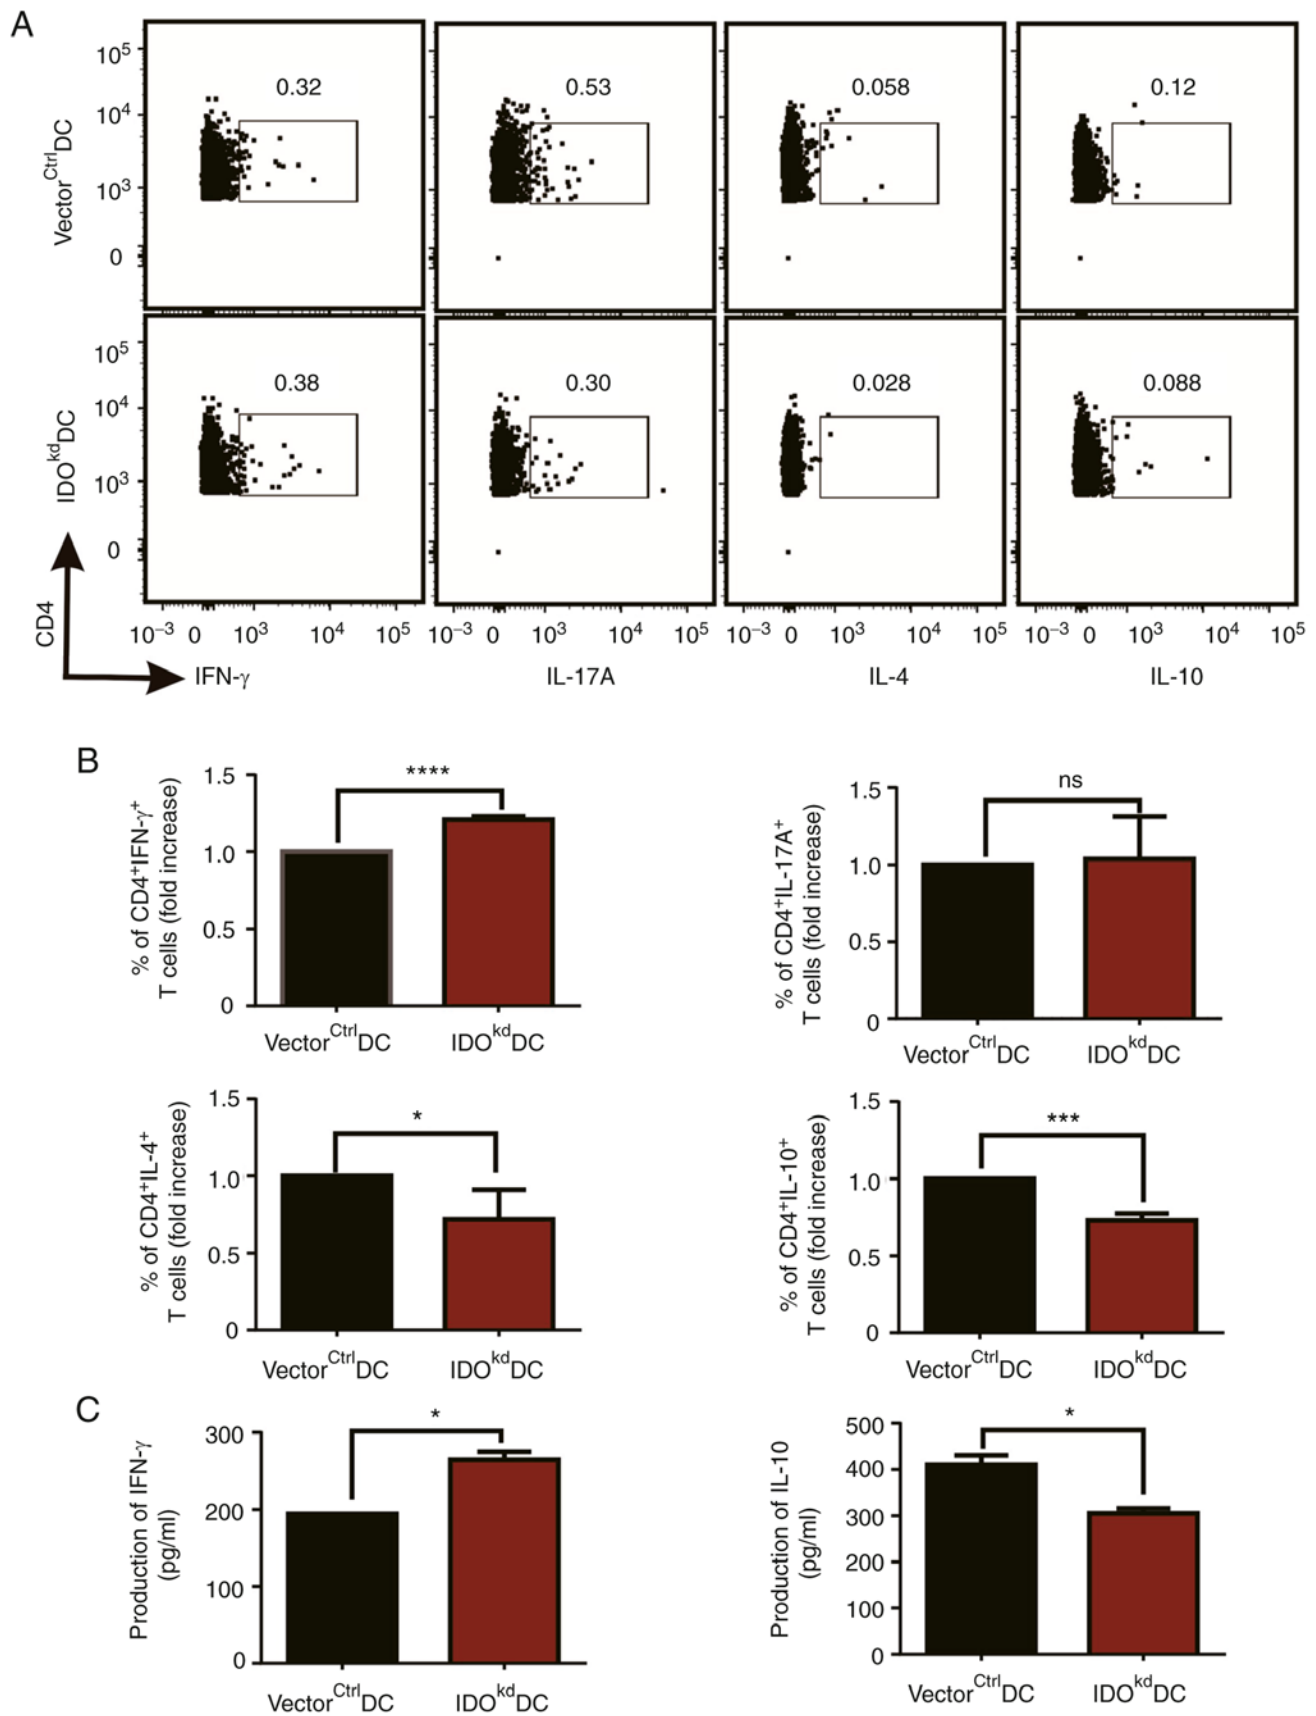 A
Vector^Ctrl DC
10^5
10^4
10^3
0
0.32
0.53
0.058
0.12
IDO^kd DC
10^5
10^4
10^3
0
0.38
0.30
0.028
0.088
CD4
10^–3 0 10^3 10^4 10^5
10^–3 0 10^3 10^4 10^5
10^–3 0 10^3 10^4 10^5
10^–3 0 10^3 10^4 10^5
IFN-γ
IL-17A
IL-4
IL-10
B
% of CD4⁺IFN-γ⁺
T cells (fold increase)
1.5
1.0
0.5
0
****
Vector^Ctrl DC
IDO^kd DC
% of CD4⁺IL-17A⁺
T cells (fold increase)
1.5
1.0
0.5
0
ns
Vector^Ctrl DC
IDO^kd DC
% of CD4⁺IL-4⁺
T cells (fold increase)
1.5
1.0
0.5
0
*
Vector^Ctrl DC
IDO^kd DC
% of CD4⁺IL-10⁺
T cells (fold increase)
1.5
1.0
0.5
0
***
Vector^Ctrl DC
IDO^kd DC
C
Production of IFN-γ
(pg/ml)
300
200
100
0
*
Vector^Ctrl DC
IDO^kd DC
Production of IL-10
(pg/ml)
500
400
300
200
100
0
*
Vector^Ctrl DC
IDO^kd DC